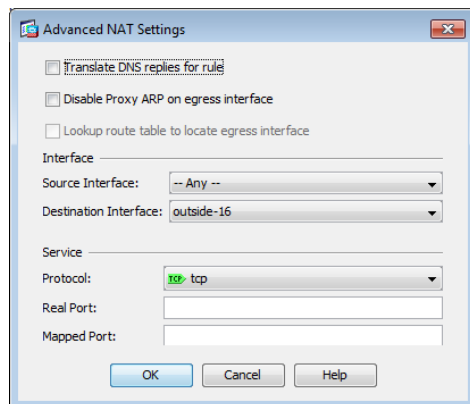 Advanced NAT Settings
Translate DNS replies for rule
Disable Proxy ARP on egress interface
Lookup route table to locate egress interface
Interface
Source Interface: -- Any --
Destination Interface: outside-16
Service
Protocol: TCP tcp
Real Port:
Mapped Port:
OK Cancel Help